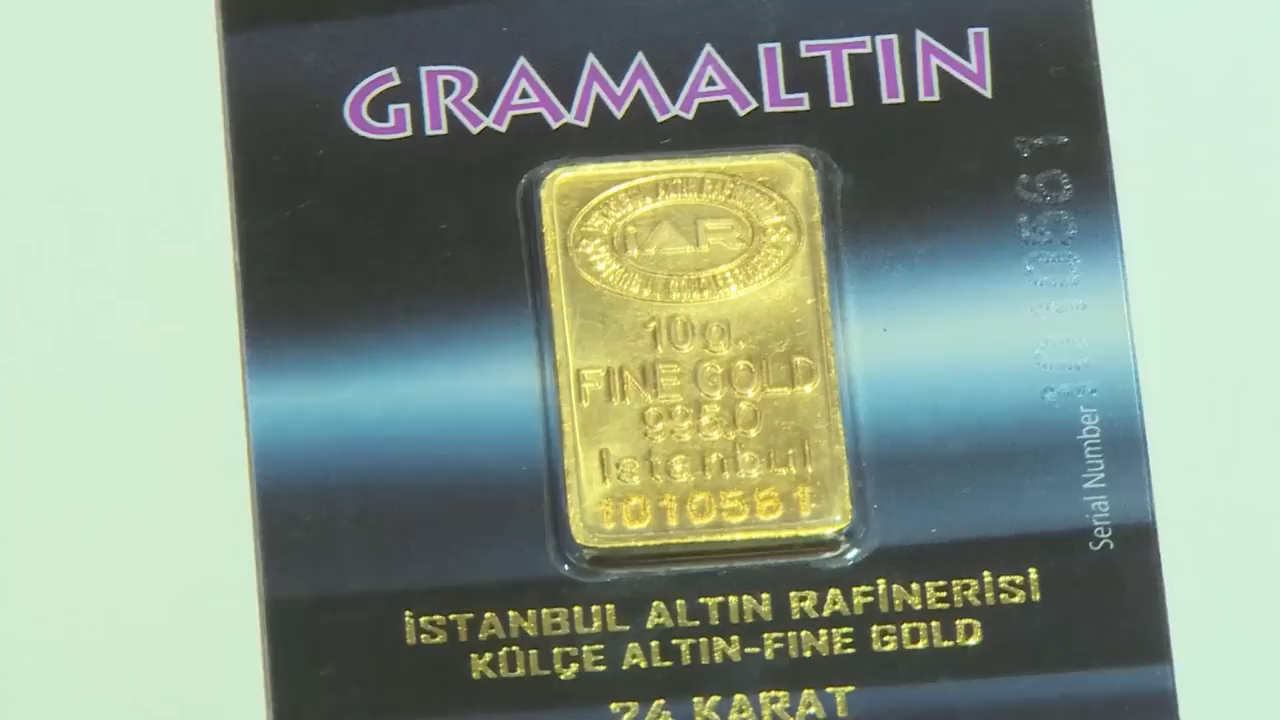 GRAMALTIN
İAR
10g.
FINE GOLD
995.0
Istanbul
1010561
Serial Number 1010561
İSTANBUL ALTIN RAFİNERİSİ
KÜLÇE ALTIN-FINE GOLD
24 KARAT